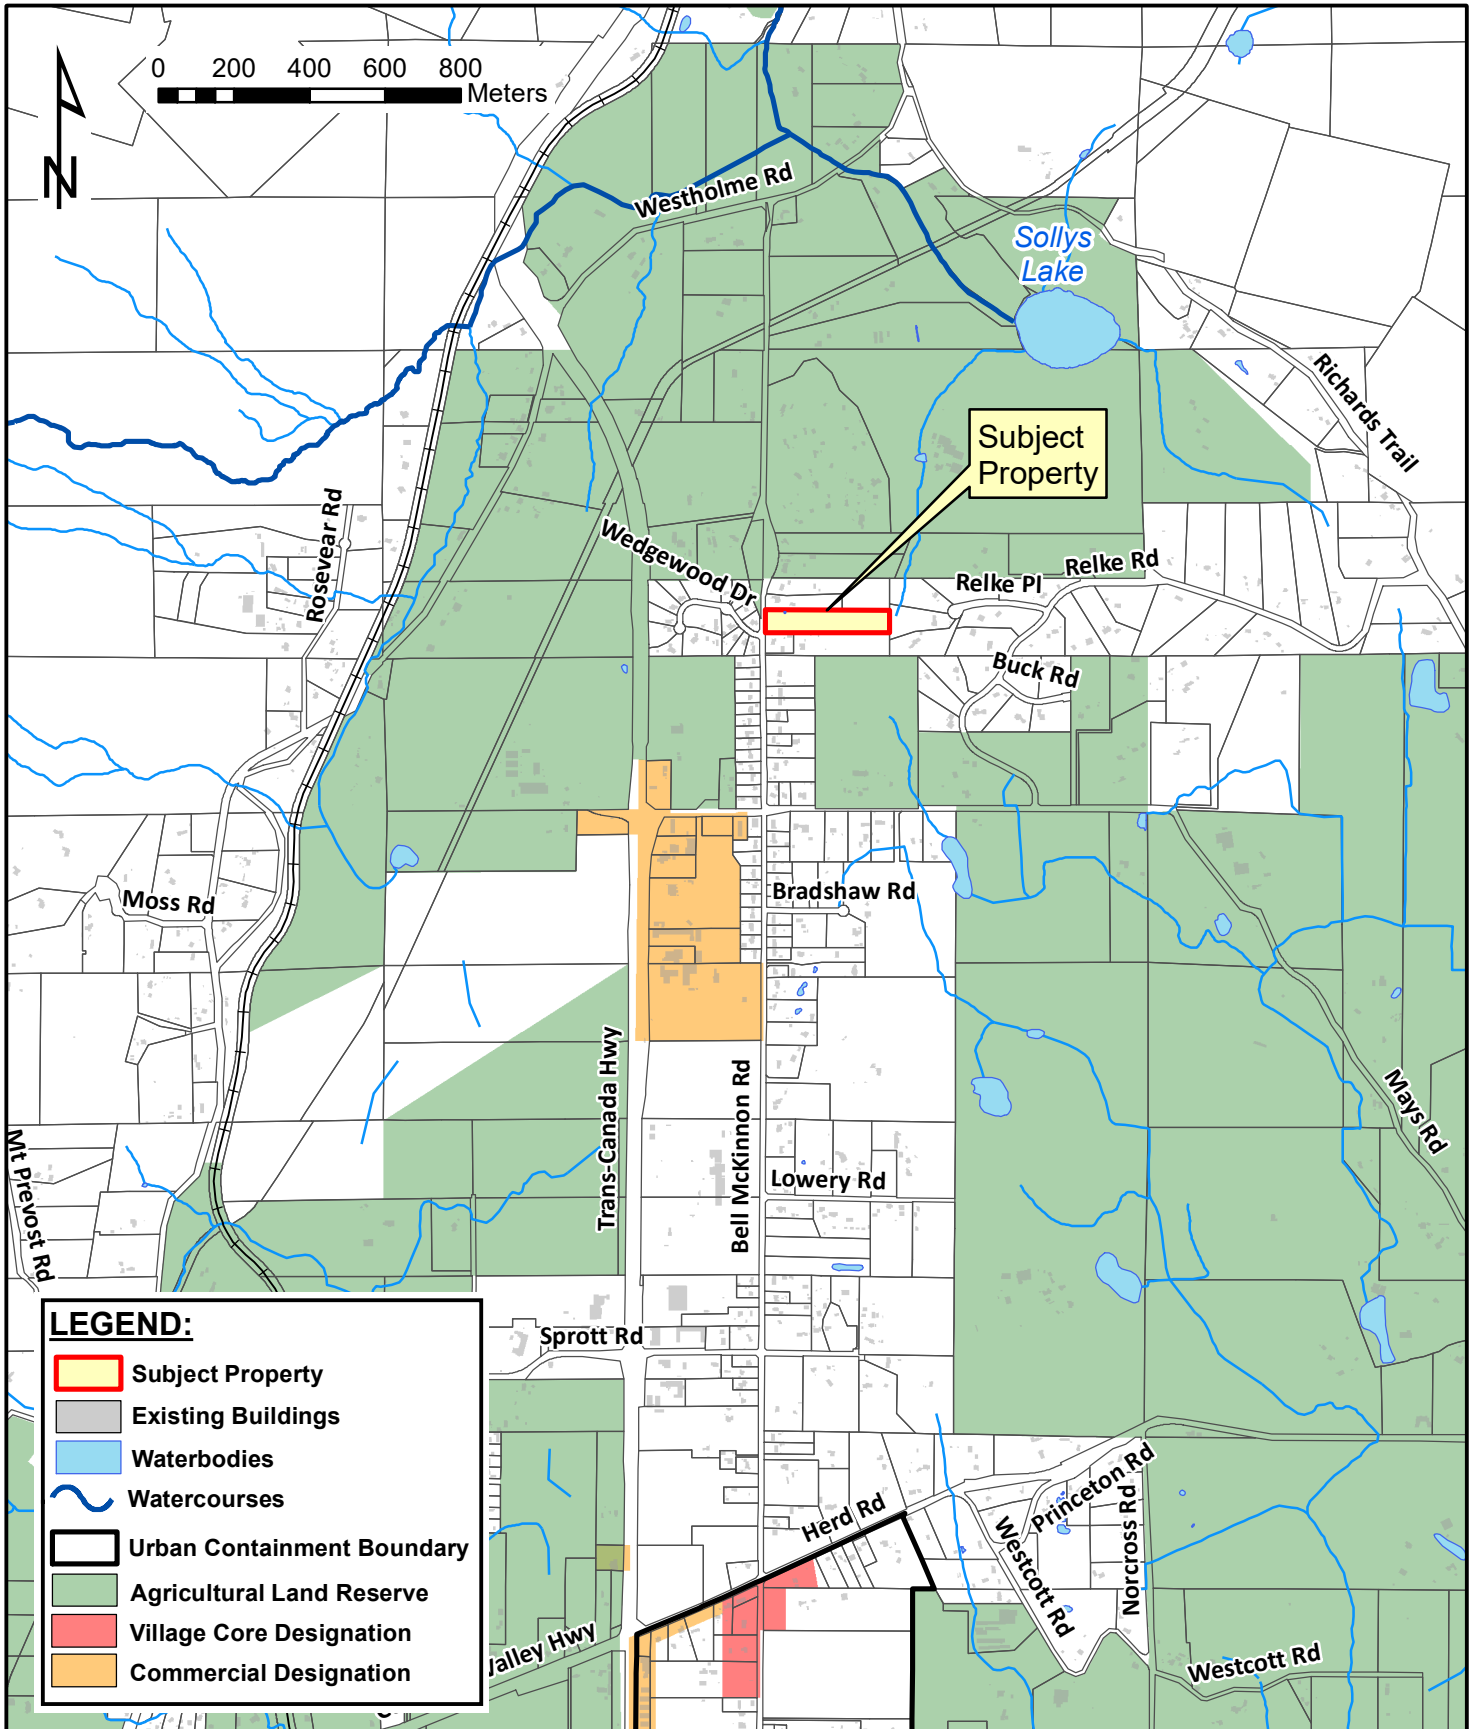 0 200 400 600 800
Meters
N
Westholme Rd
Sollys
Lake
Richards Trail
Subject
Property
Rosevear Rd
Wedgewood Dr
Relke Pl
Relke Rd
Buck Rd
Moss Rd
Bradshaw Rd
Trans-Canada Hwy
Bell McKinnon Rd
Mays Rd
Mt Prevost Rd
Lowery Rd
Sprott Rd
Herd Rd
Princeton Rd
Norcross Rd
Westcott Rd
Westcott Rd
Valley Hwy
LEGEND:
Subject Property
Existing Buildings
Waterbodies
Watercourses
Urban Containment Boundary
Agricultural Land Reserve
Village Core Designation
Commercial Designation